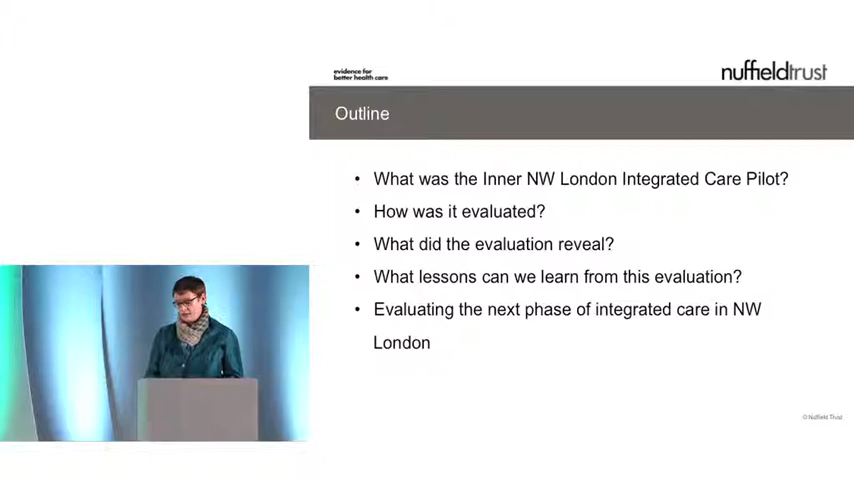 evidence for
better health care
nuffieldtrust
Outline
• What was the Inner NW London Integrated Care Pilot?
• How was it evaluated?
• What did the evaluation reveal?
• What lessons can we learn from this evaluation?
• Evaluating the next phase of integrated care in NW
London
© Nuffield Trust